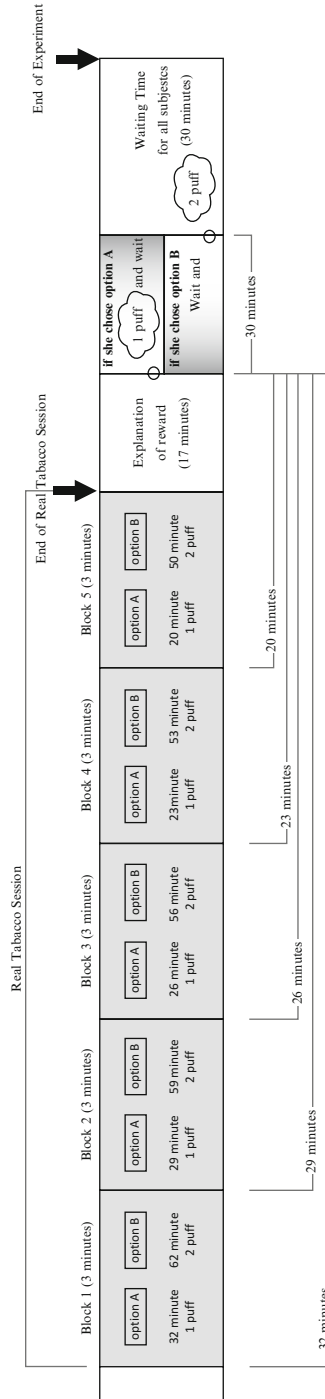 Real Tabacco Session
End of Real Tabacco Session
End of Experiment
Block 1 (3 minutes)
Block 2 (3 minutes)
Block 3 (3 minutes)
Block 4 (3 minutes)
Block 5 (3 minutes)
option A
option B
32 minute
62 minute
1 puff
2 puff
option A
option B
29 minute
59 minute
1 puff
2 puff
option A
option B
26 minute
56 minute
1 puff
2 puff
option A
option B
23minute
53 minute
1 puff
2 puff
option A
option B
20 minute
50 minute
1 puff
2 puff
Explanation
of reward
(17 minutes)
if she chose option A
1 puff and wait
if she chose option B
Wait and
2 puff
Waiting Time
for all subjestcs
(30 minutes)
30 minutes
20 minutes
23 minutes
26 minutes
29 minutes
32 minutes